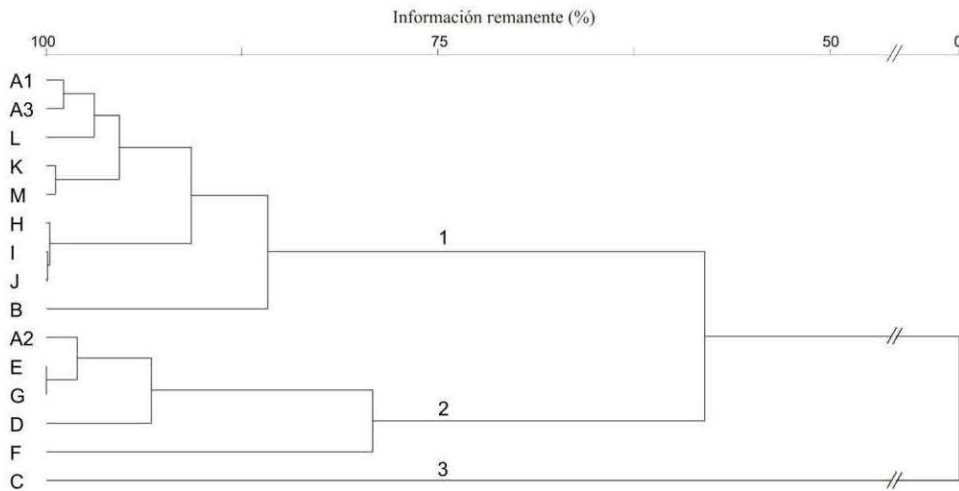 Información remanente (%)
100 75 50 0
A1
A3
L
K
M
H
I
1
J
B
A2
E
G
2
D
F
3
C